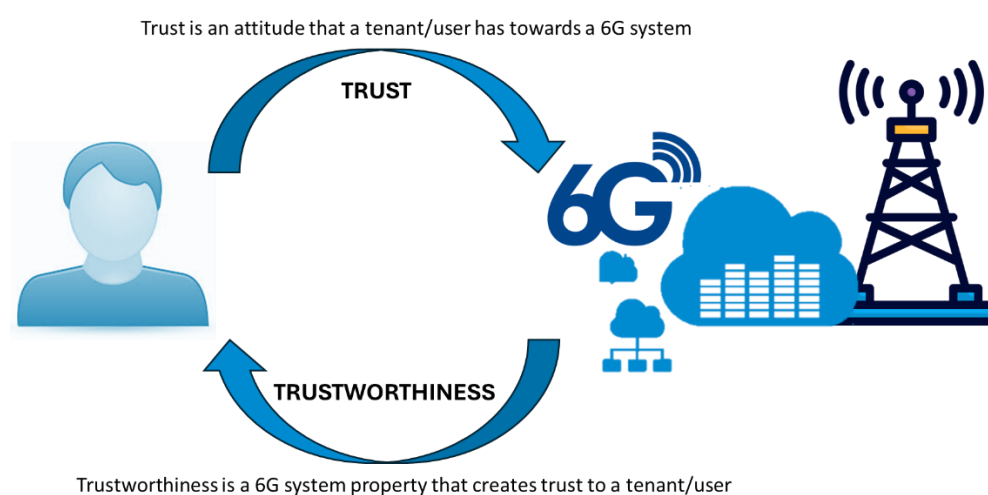 Trust is an attitude that a tenant/user has towards a 6G system
TRUST
6G
TRUSTWORTHINESS
Trustworthiness is a 6G system property that creates trust to a tenant/user